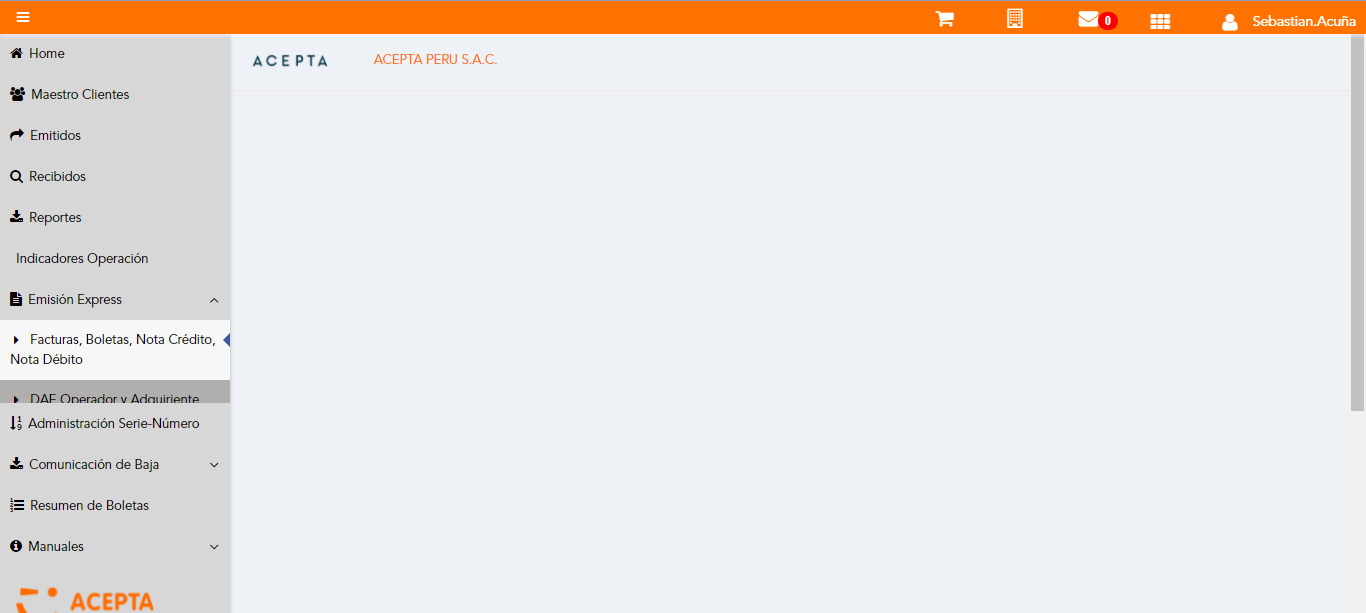 0
Sebastian.Acuña
Home
ACEPTA
ACEPTA PERU S.A.C.
Maestro Clientes
Emitidos
Recibidos
Reportes
Indicadores Operación
Emisión Express
Facturas, Boletas, Nota Crédito,
Nota Débito
DAE Operador y Adquiriente
Administración Serie-Número
Comunicación de Baja
Resumen de Boletas
Manuales
ACEPTA